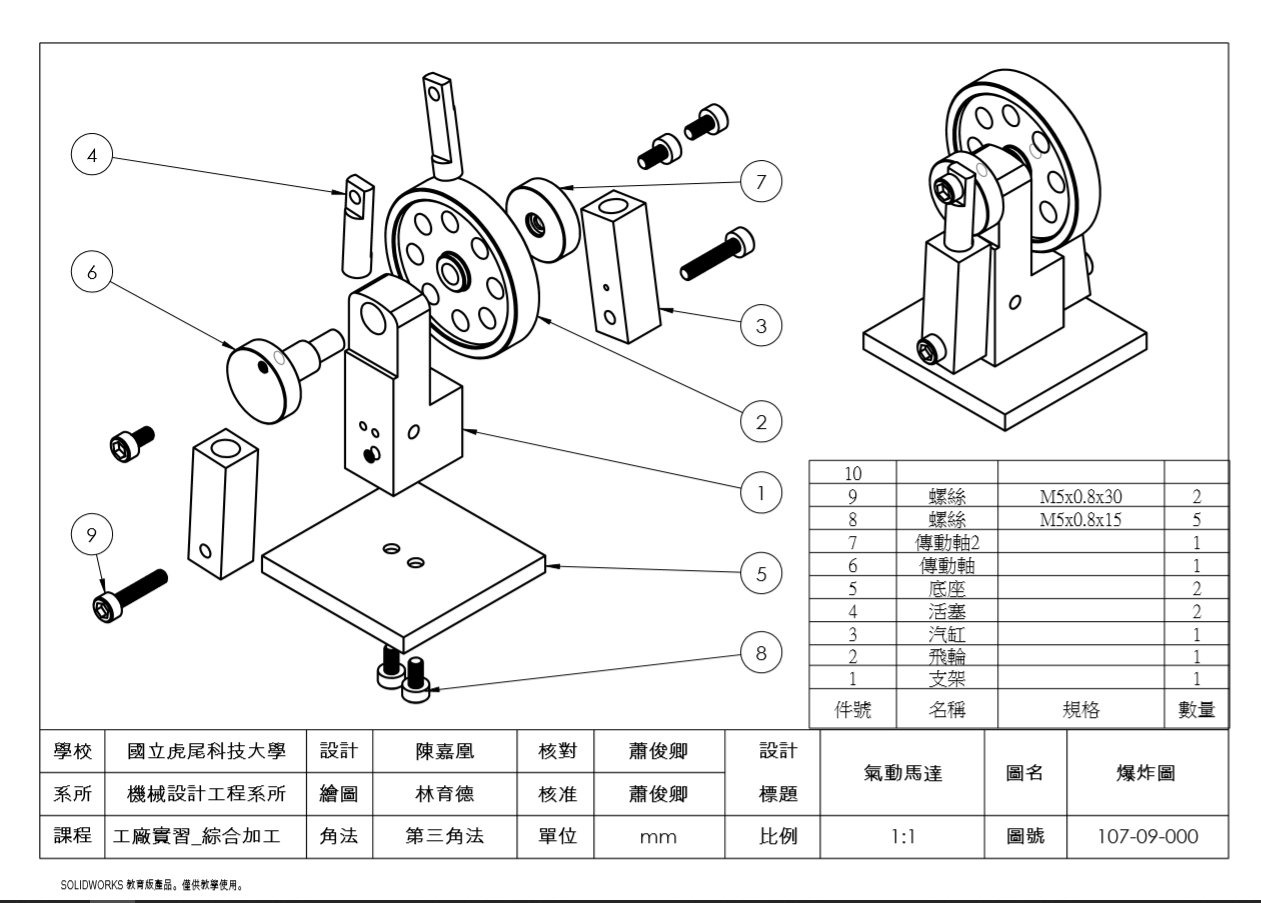 4
7
6
3
2
1
9
5
8
10
9 螺絲 M5x0.8x30 2
8 螺絲 M5x0.8x15 5
7 傳動軸2 1
6 傳動軸 1
5 底座 2
4 活塞 2
3 汽缸 1
2 飛輪 1
1 支架 1
件號 名稱 規格 數量
學校 國立虎尾科技大學 設計 陳嘉凰 核對 蕭俊卿 設計 氣動馬達 圖名 爆炸圖
系所 機械設計工程系所 繪圖 林育德 核准 蕭俊卿 標題
課程 工廠實習_綜合加工 角法 第三角法 單位 mm 比例 1:1 圖號 107-09-000
SOLIDWORKS 教育版產品。僅供教學使用。